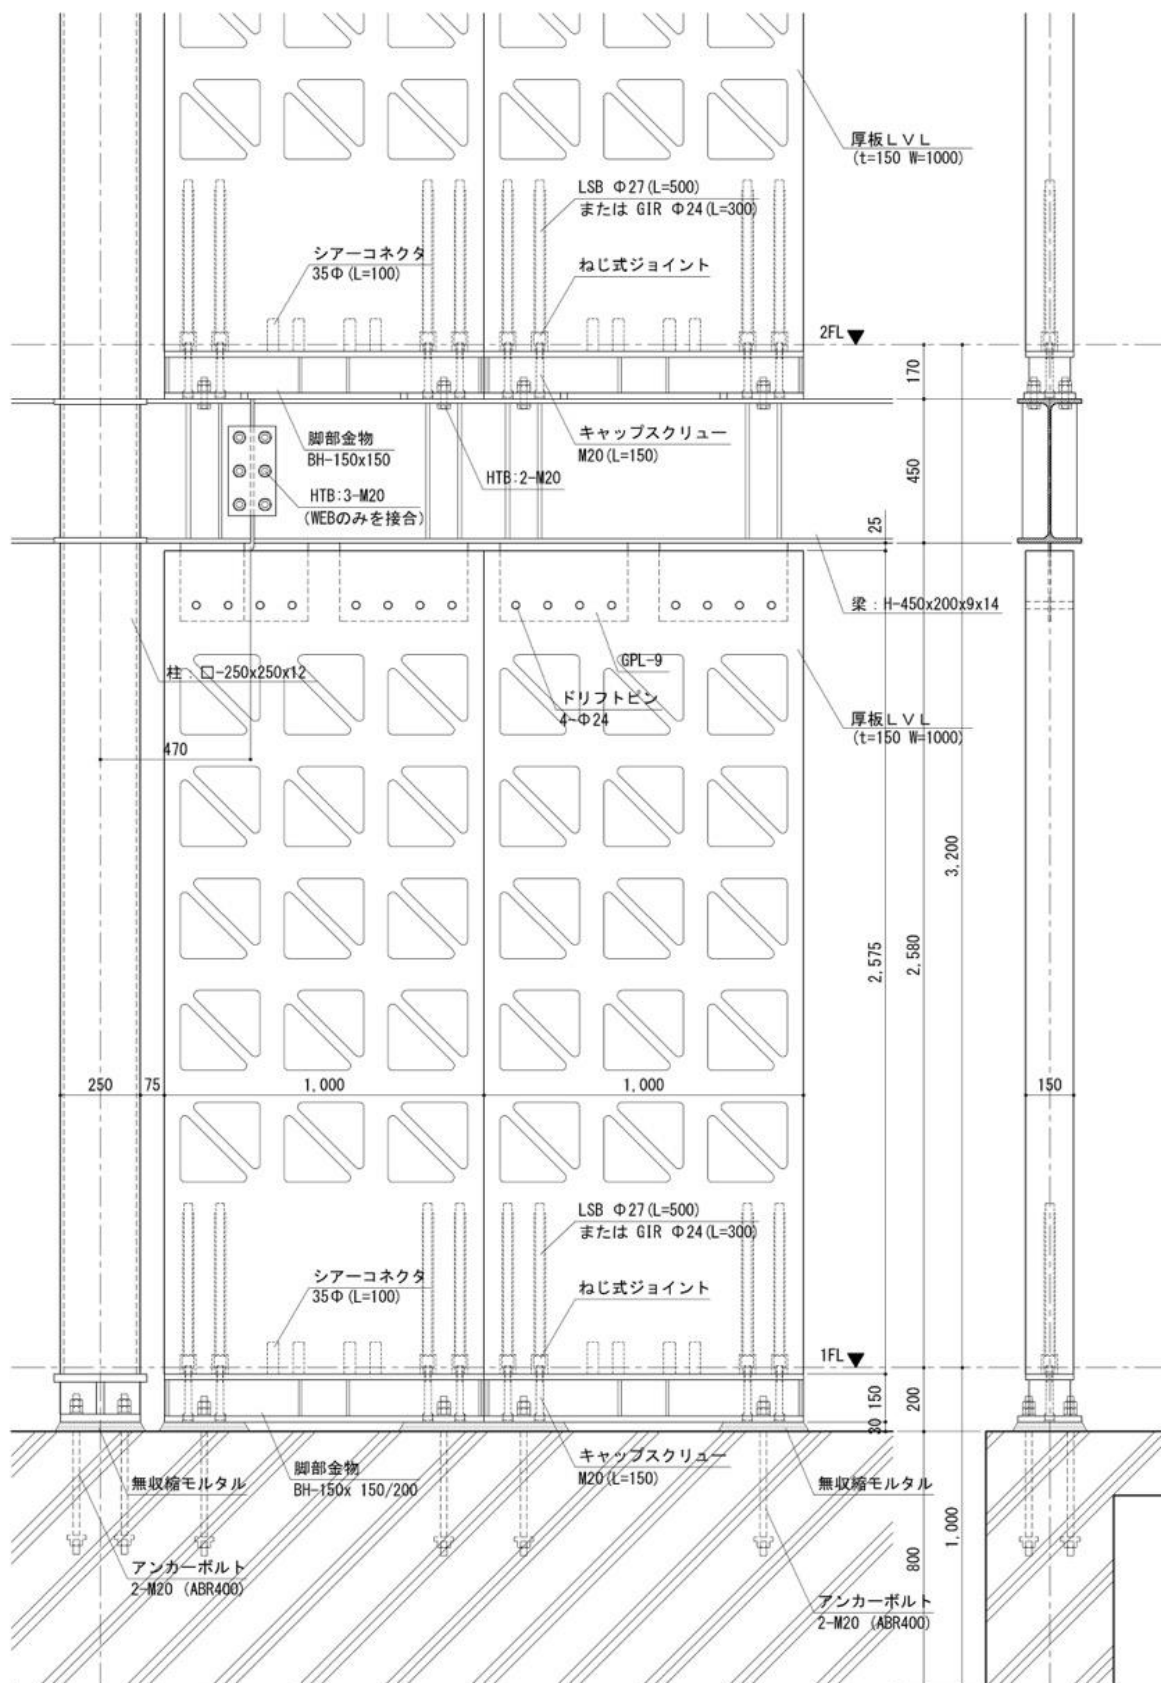 厚板ＬＶＬ
(t=150 W=1000)
LSB Φ27(L=500)
または GIR Φ24(L=300)
シアーコネクタ
35Φ(L=100)
ねじ式ジョイント
2FL
170
脚部金物
BH-150x150
キャップスクリュー
M20(L=150)
HTB:2-M20
HTB:3-M20
(WEBのみを接合)
450
25
梁：H-450x200x9x14
GPL-9
柱：□-250x250x12
ドリフトピン
4-Φ24
厚板ＬＶＬ
(t=150 W=1000)
470
3,200
2,575
2,580
250
75
1,000
1,000
150
LSB Φ27(L=500)
または GIR Φ24(L=300)
シアーコネクタ
35Φ(L=100)
ねじ式ジョイント
1FL
150
200
30
キャップスクリュー
M20(L=150)
脚部金物
BH-150x 150/200
無収縮モルタル
無収縮モルタル
1,000
800
アンカーボルト
2-M20 (ABR400)
アンカーボルト
2-M20 (ABR400)